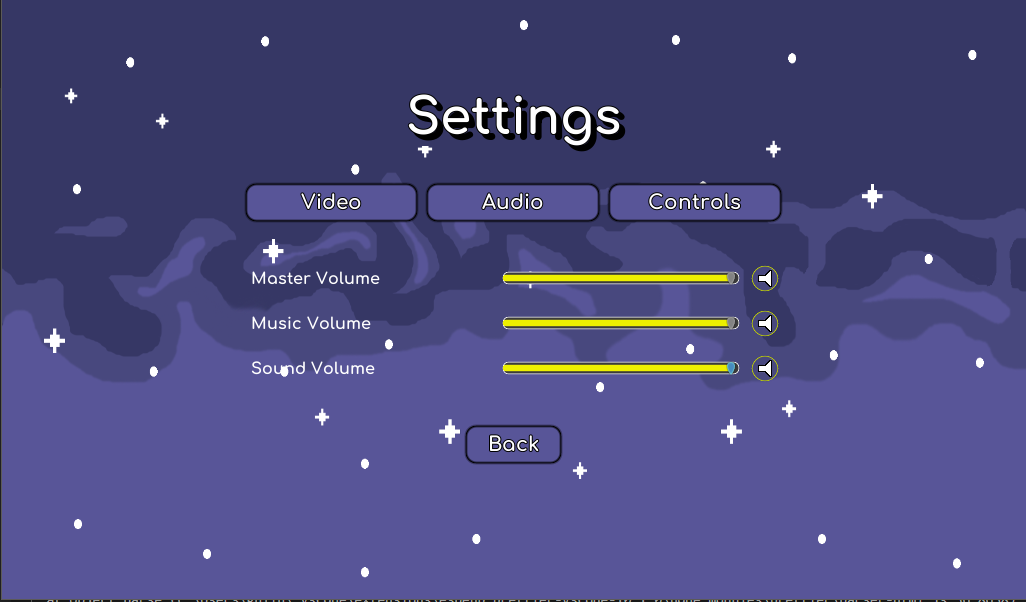 Settings
Video Audio Controls
Master Volume
Music Volume
Sound Volume
Back